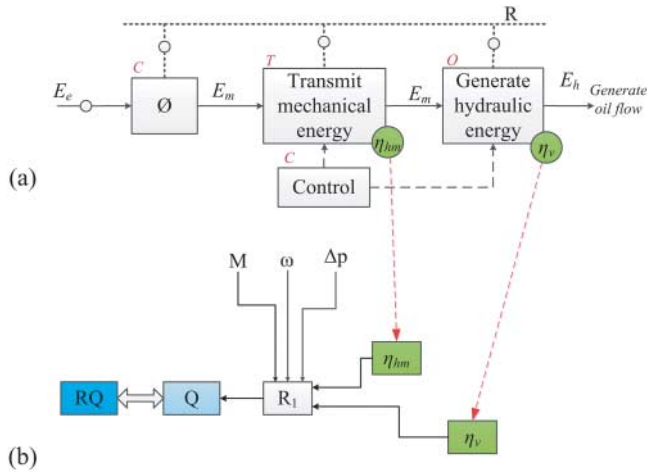 R
C
T
O
E_e
Ø
E_m
Transmit
mechanical
energy
E_m
Generate
hydraulic
energy
E_h
Generate
oil flow
η_hm
η_v
C
Control
(a)
M
ω
Δp
η_hm
RQ
Q
R₁
η_v
(b)